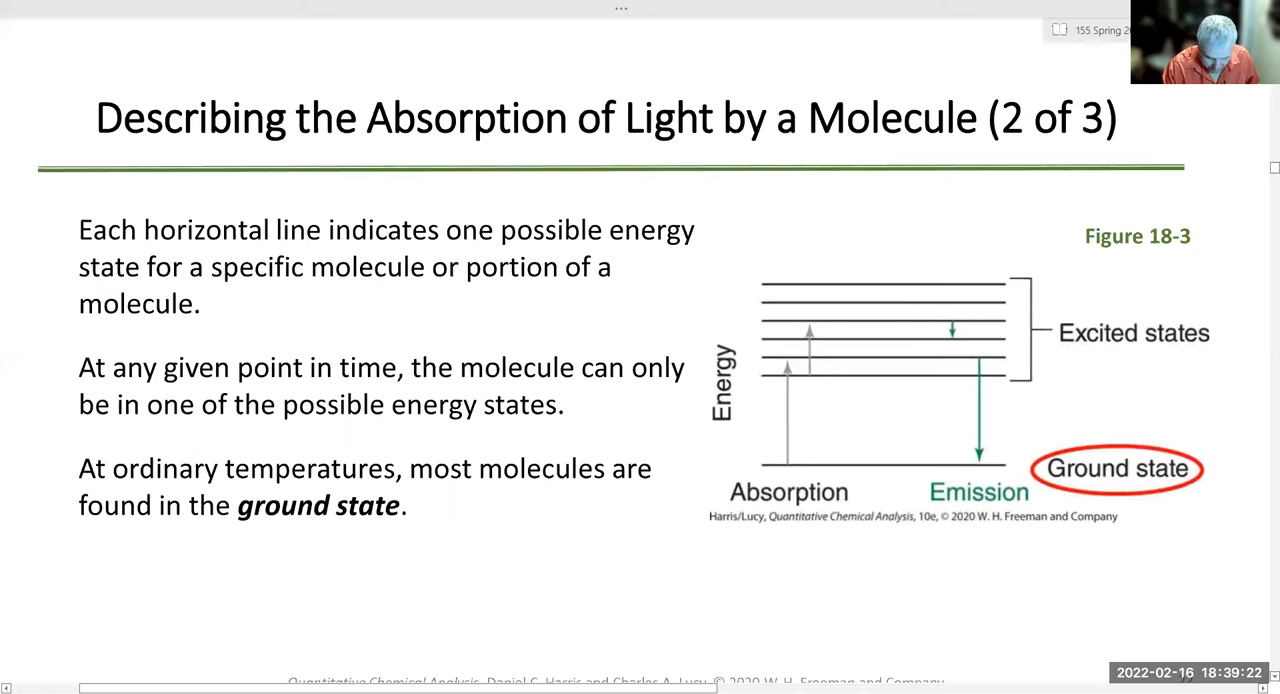 ...
155 Spring 20
Describing the Absorption of Light by a Molecule (2 of 3)
Each horizontal line indicates one possible energy
state for a specific molecule or portion of a
molecule.
At any given point in time, the molecule can only
be in one of the possible energy states.
At ordinary temperatures, most molecules are
found in the ground state.
Figure 18-3
Energy
Excited states
Ground state
Absorption
Emission
Harris/Lucy, Quantitative Chemical Analysis, 10e, © 2020 W. H. Freeman and Company
Quantitative Chemical Analysis, Daniel C. Harris and Charles A. Lucy, © 2020 W. H. Freeman and Company
2022-02-16 18:39:22